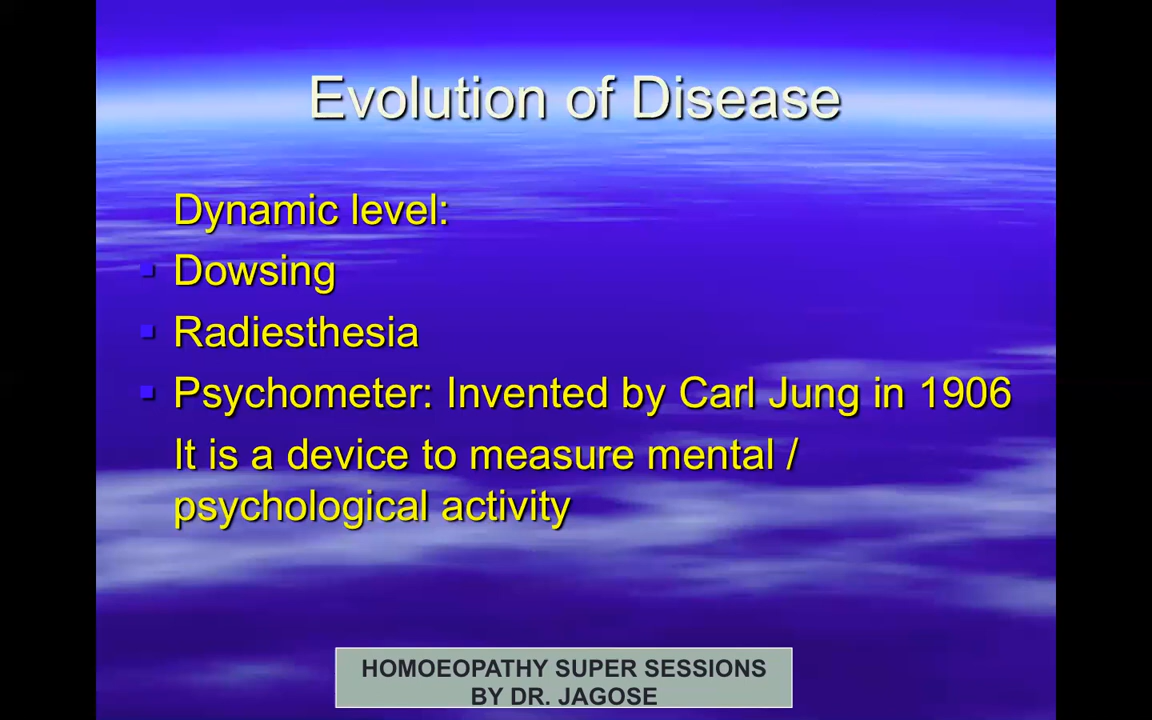 Evolution of Disease
Dynamic level:
Dowsing
Radiesthesia
Psychometer: Invented by Carl Jung in 1906
It is a device to measure mental /
psychological activity
HOMOEOPATHY SUPER SESSIONS
BY DR. JAGOSE